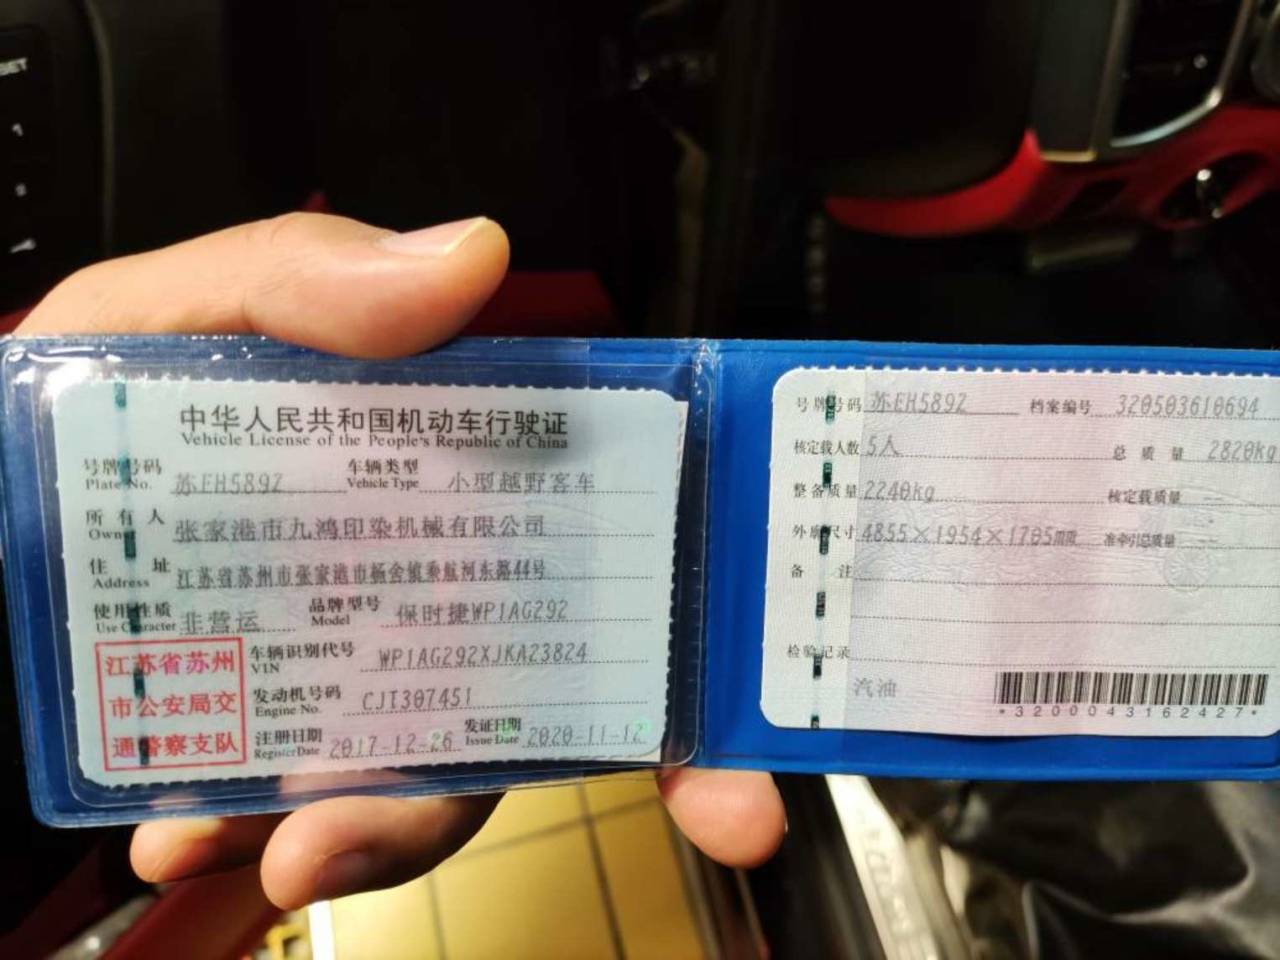 中华人民共和国机动车行驶证
Vehicle License of the People's Republic of China
号牌号码 苏EH589Z 车辆类型 小型越野客车
Plate No. Vehicle Type
所有人 张家港市九鸿印染机械有限公司
Owner
住址 江苏省苏州市张家港市杨舍镇乘航河东路44号
Address
使用性质 非营运 品牌型号 保时捷WP1AG292
Use Character Model
江苏省苏州
市公安局交
通警察支队
车辆识别代号 WP1AG292XJKA23824
VIN
发动机号码 CJT307451
Engine No.
注册日期 2017-12-26 发证日期 2020-11-12
Register Date Issue Date
号牌号码 苏EH589Z 档案编号 320503610694
核定载人数 5人 总质量 2820kg
整备质量 2240kg 核定载质量 --
外廓尺寸 4855×1954×1705mm 准牵引总质量 --
备注
检验记录
汽油
*3200043162427*